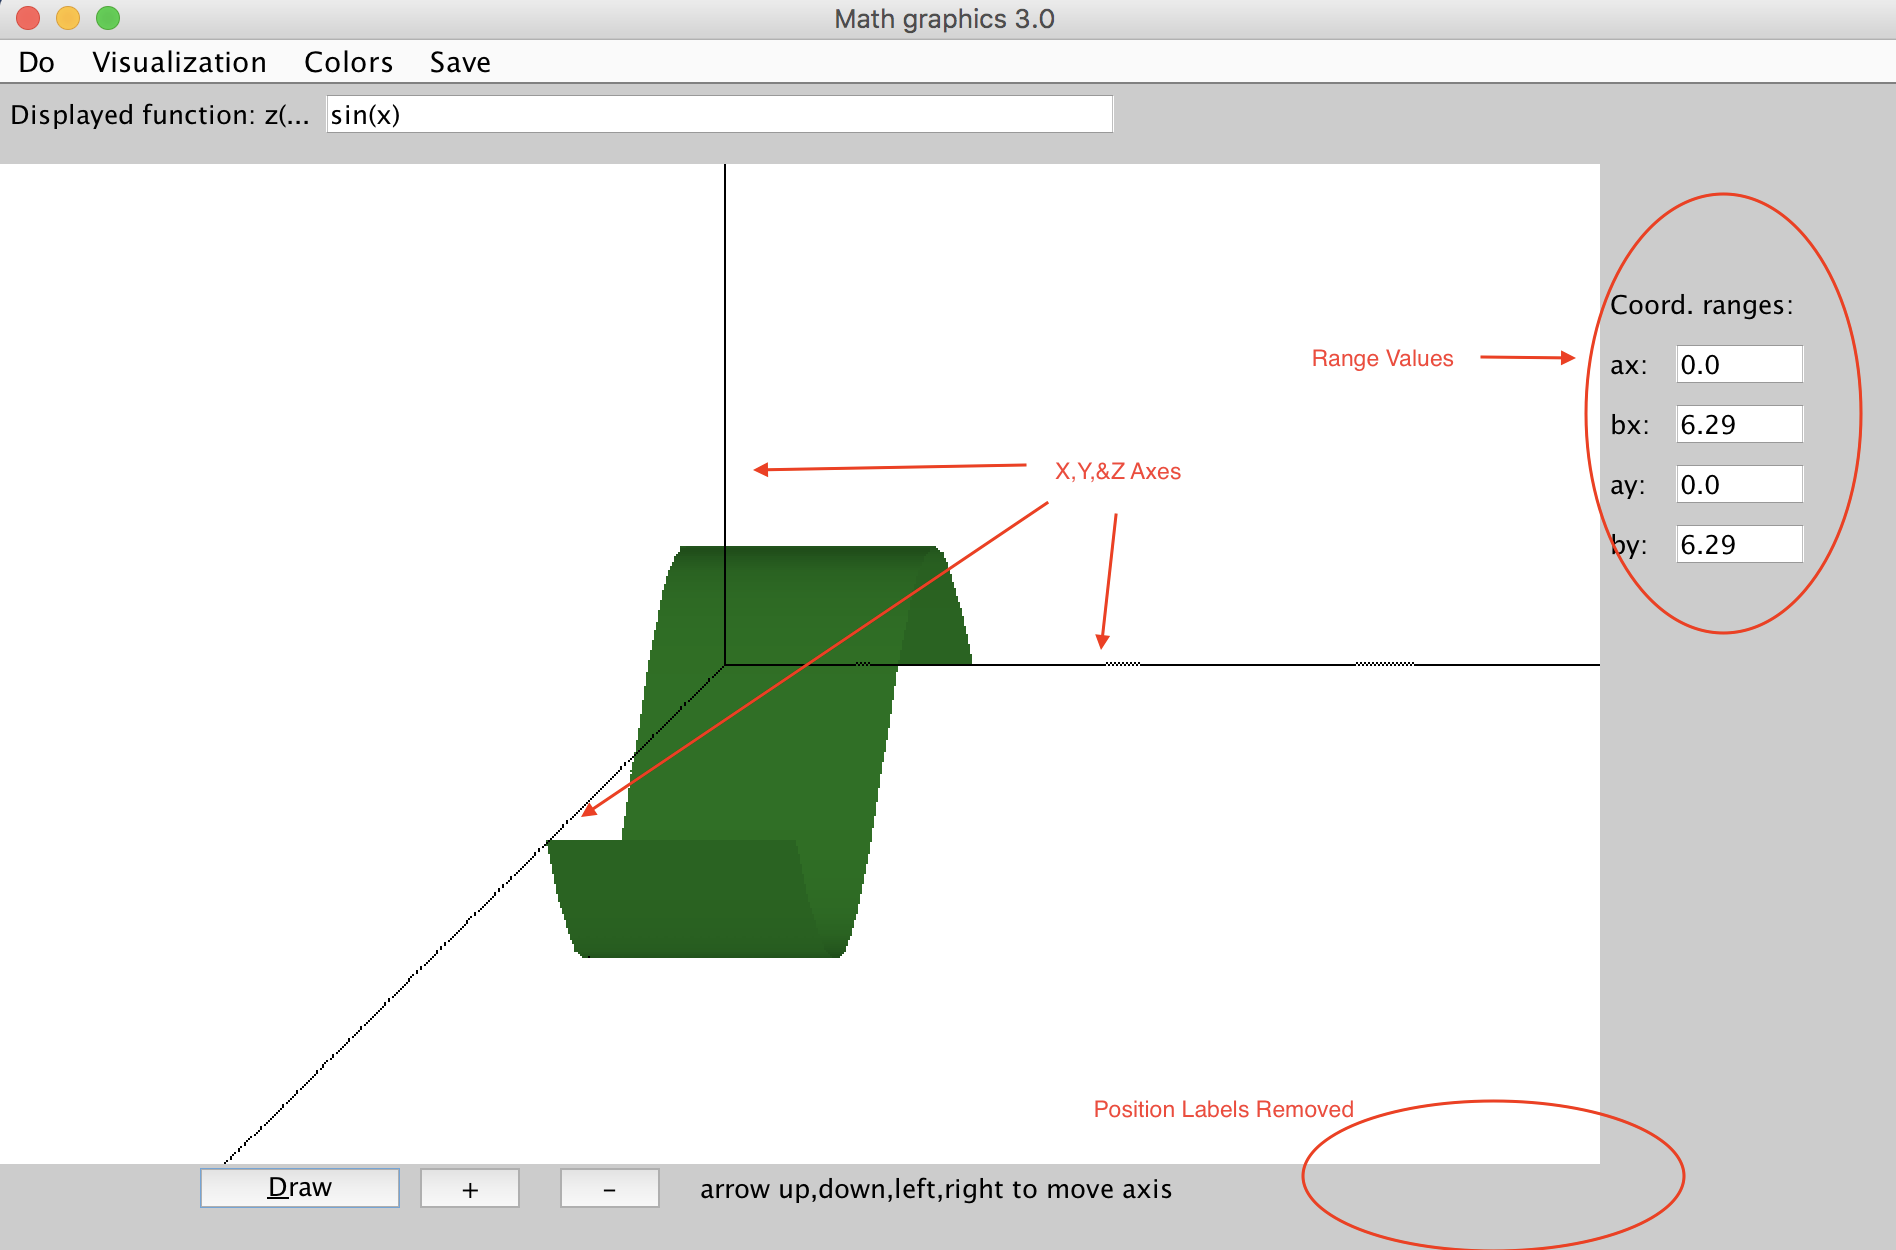 Math graphics 3.0
Do Visualization Colors Save
Displayed function: z(... sin(x)
Coord. ranges:
Range Values
ax: 0.0
bx: 6.29
X,Y,&Z Axes
ay: 0.0
by: 6.29
Position Labels Removed
Draw + - arrow up,down,left,right to move axis